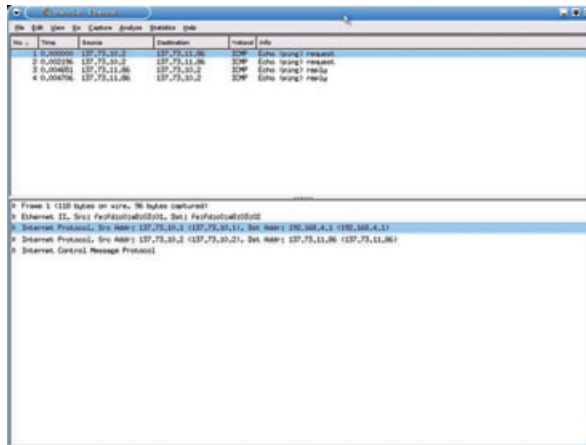 File Edit View Go Capture Analyze Statistics Help
No. . Time Source Destination Protocol Info
1 0.000000 137.73.10.2 137.73.11.86 ICMP Echo (ping) request
2 0.002196 137.73.10.2 137.73.11.86 ICMP Echo (ping) request
3 0.004651 137.73.11.86 137.73.10.2 ICMP Echo (ping) reply
4 0.004706 137.73.11.86 137.73.10.2 ICMP Echo (ping) reply
Frame 1 (118 bytes on wire, 96 bytes captured)
Ethernet II, Src: Dst:
Internet Protocol, Src Addr: 137.73.10.1 (137.73.10.1), Dst Addr: 192.168.4.1 (192.168.4.1)
Internet Protocol, Src Addr: 137.73.10.2 (137.73.10.2), Dst Addr: 137.73.11.86 (137.73.11.86)
Internet Control Message Protocol